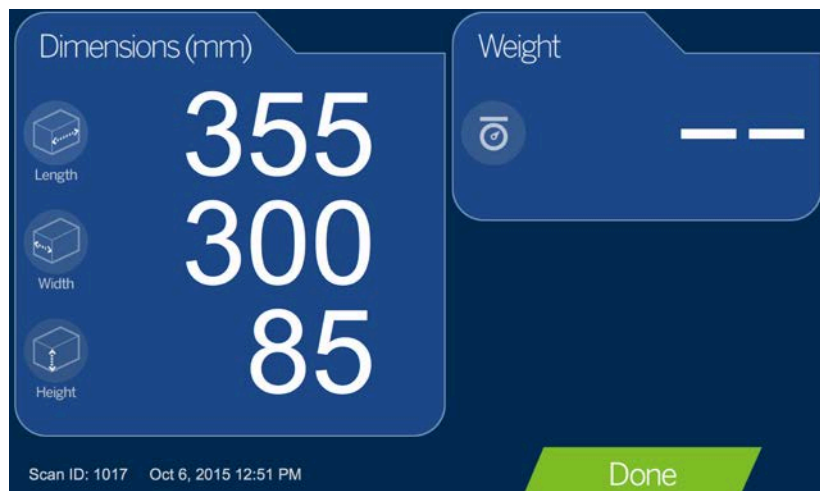 Dimensions (mm)
355
Length
300
Width
85
Height
Weight
– –
Scan ID: 1017 Oct 6, 2015 12:51 PM
Done